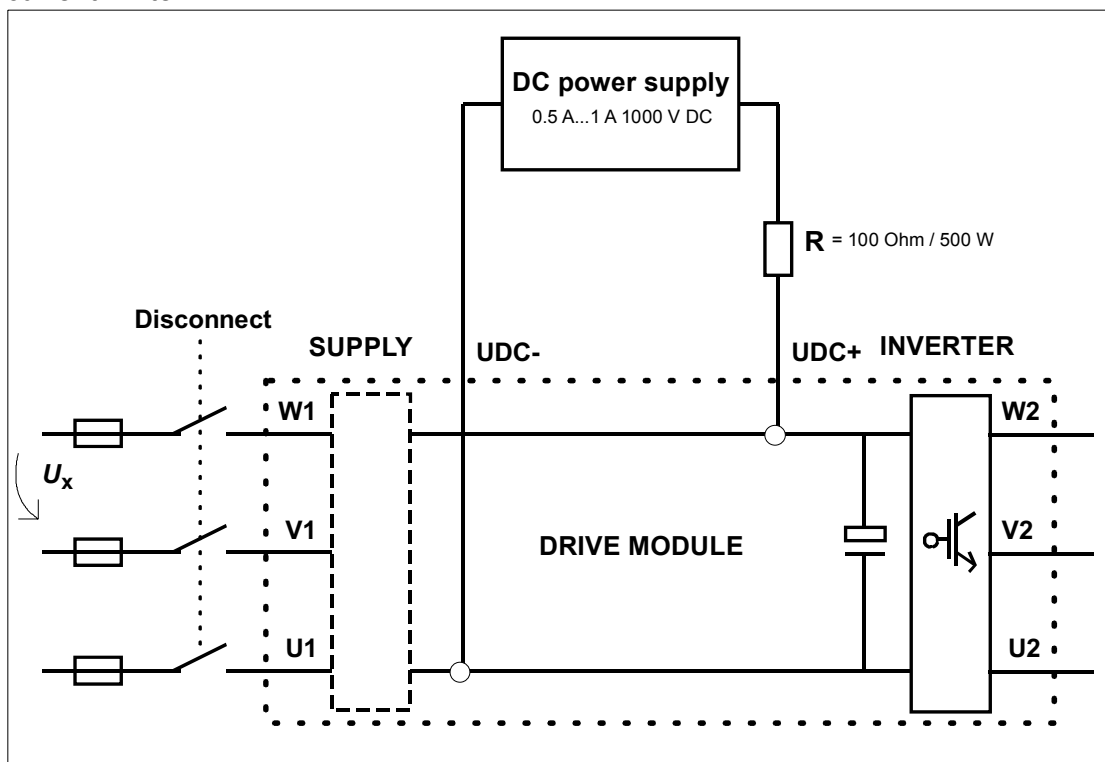 DC power supply
0.5 A...1 A 1000 V DC
R = 100 Ohm / 500 W
Disconnect
SUPPLY
UDC-
UDC+
INVERTER
W1
W2
Ux
V1
DRIVE MODULE
V2
U1
U2